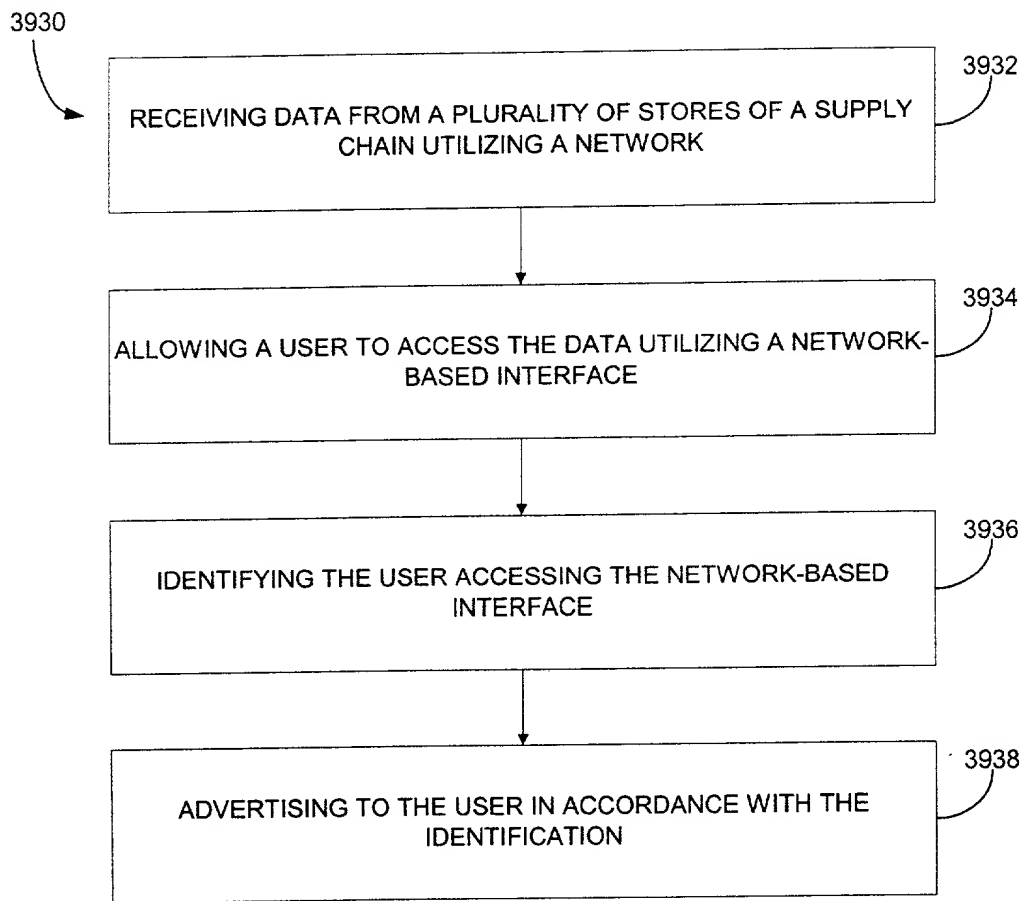 3930
3932
RECEIVING DATA FROM A PLURALITY OF STORES OF A SUPPLY
CHAIN UTILIZING A NETWORK
3934
ALLOWING A USER TO ACCESS THE DATA UTILIZING A NETWORK-
BASED INTERFACE
3936
IDENTIFYING THE USER ACCESSING THE NETWORK-BASED
INTERFACE
3938
ADVERTISING TO THE USER IN ACCORDANCE WITH THE
IDENTIFICATION